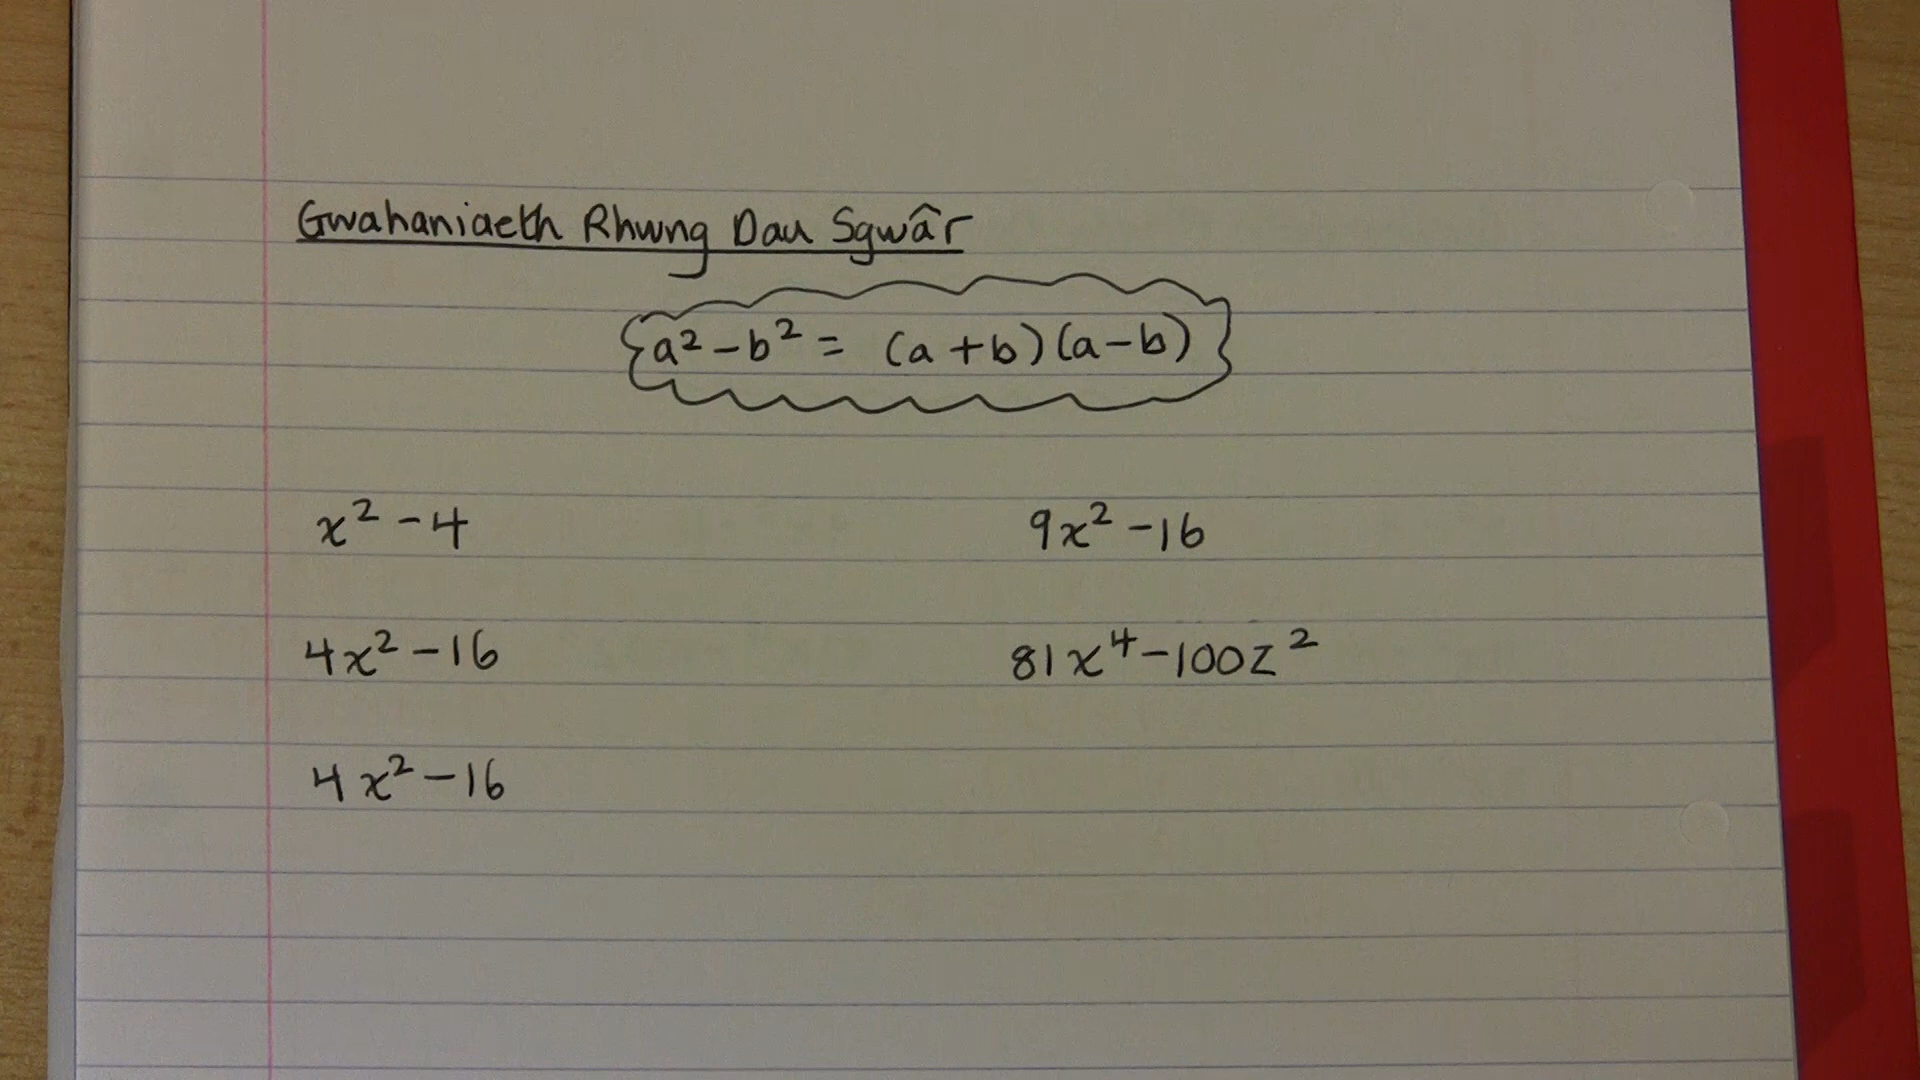 Gwahaniaeth Rhwng Dau Sgwâr
a² - b² = (a + b)(a - b)
x² - 4
4x² - 16
4x² - 16
9x² - 16
81x⁴ - 100z²